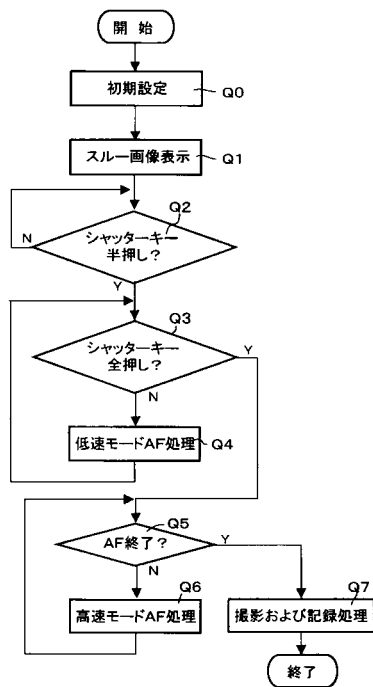 開 始
初期設定
Q0
スルー画像表示
Q1
Q2
シャッターキー
半押し?
N
Y
Q3
シャッターキー
全押し?
Y
N
低速モードAF処理
Q4
Q5
AF終了?
Y
N
Q6
高速モードAF処理
Q7
撮影および記録処理
終了